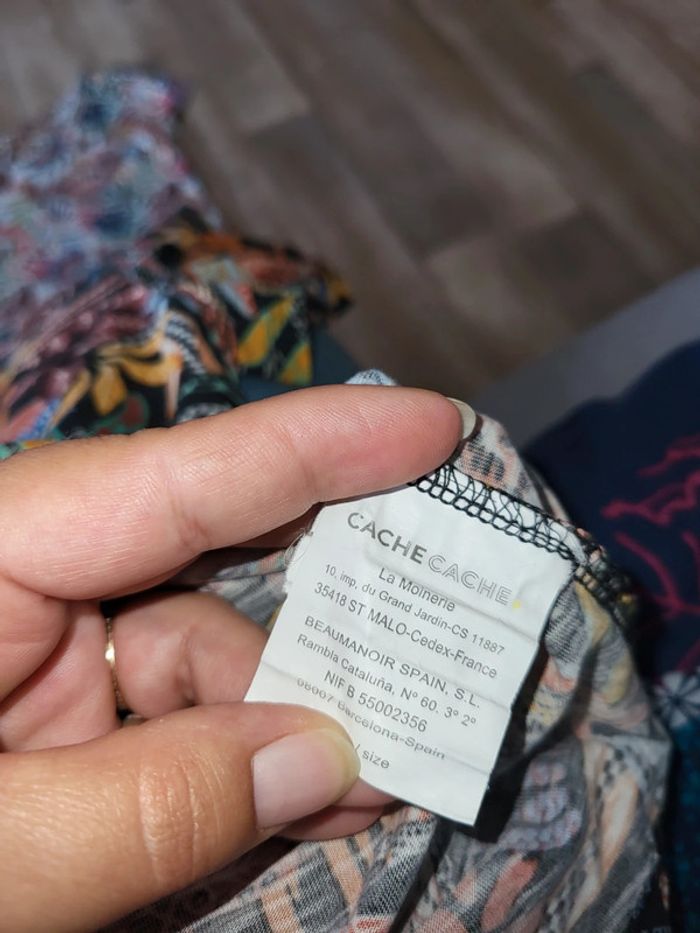 CACHE CACHE.
La Moinerie
10, imp. du Grand Jardin-CS 11887
35418 ST MALO-Cedex-France
BEAUMANOIR SPAIN, S.L.
Rambla Cataluña, Nº 60. 3º 2ª
NIF B 55002356
08007 Barcelona-Spain
/ size